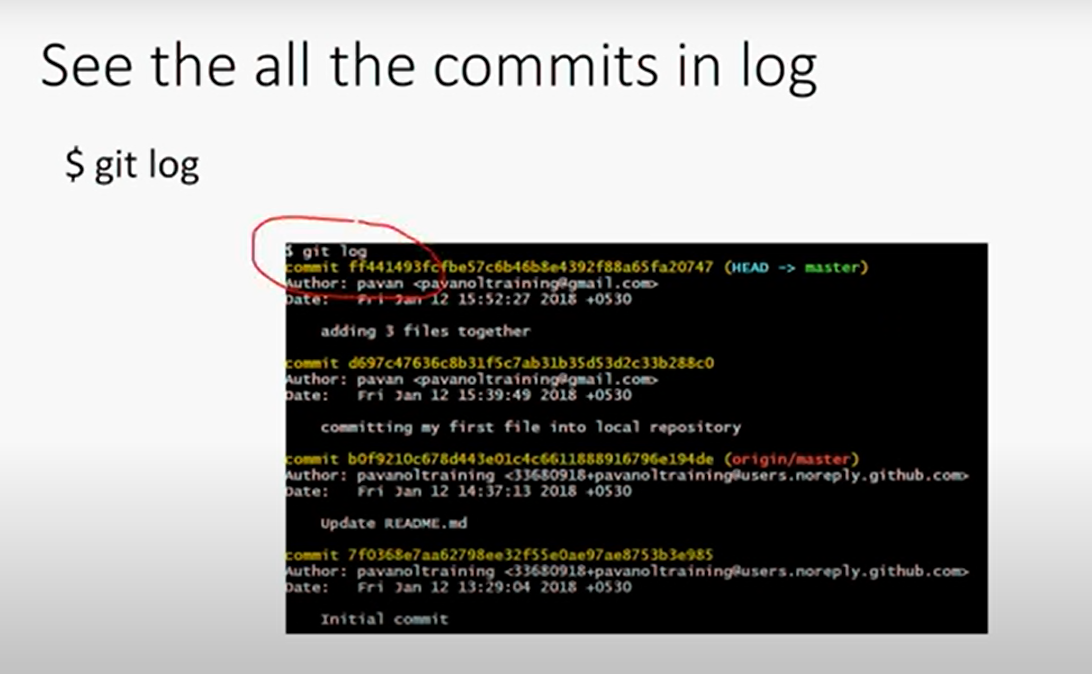 See the all the commits in log
$ git log
$ git log
commit ff441493fcfbe57c6b46b8e4392f88a65fa20747 (HEAD -> master)
Author: pavan <pavanoltraining@gmail.com>
Date: Fri Jan 12 15:52:27 2018 +0530
adding 3 files together
commit d697c47636c8b31f5c7ab31b35d53d2c33b288c0
Author: pavan <pavanoltraining@gmail.com>
Date: Fri Jan 12 15:39:49 2018 +0530
committing my first file into local repository
commit b0f9210c678d443e01c4c6611888916796e194de (origin/master)
Author: pavanoltraining <33680918+pavanoltraining@users.noreply.github.com>
Date: Fri Jan 12 14:37:13 2018 +0530
Update README.md
commit 7f0368e7aa62798ee32f55e0ae97ae8753b3e985
Author: pavanoltraining <33680918+pavanoltraining@users.noreply.github.com>
Date: Fri Jan 12 13:29:04 2018 +0530
Initial commit